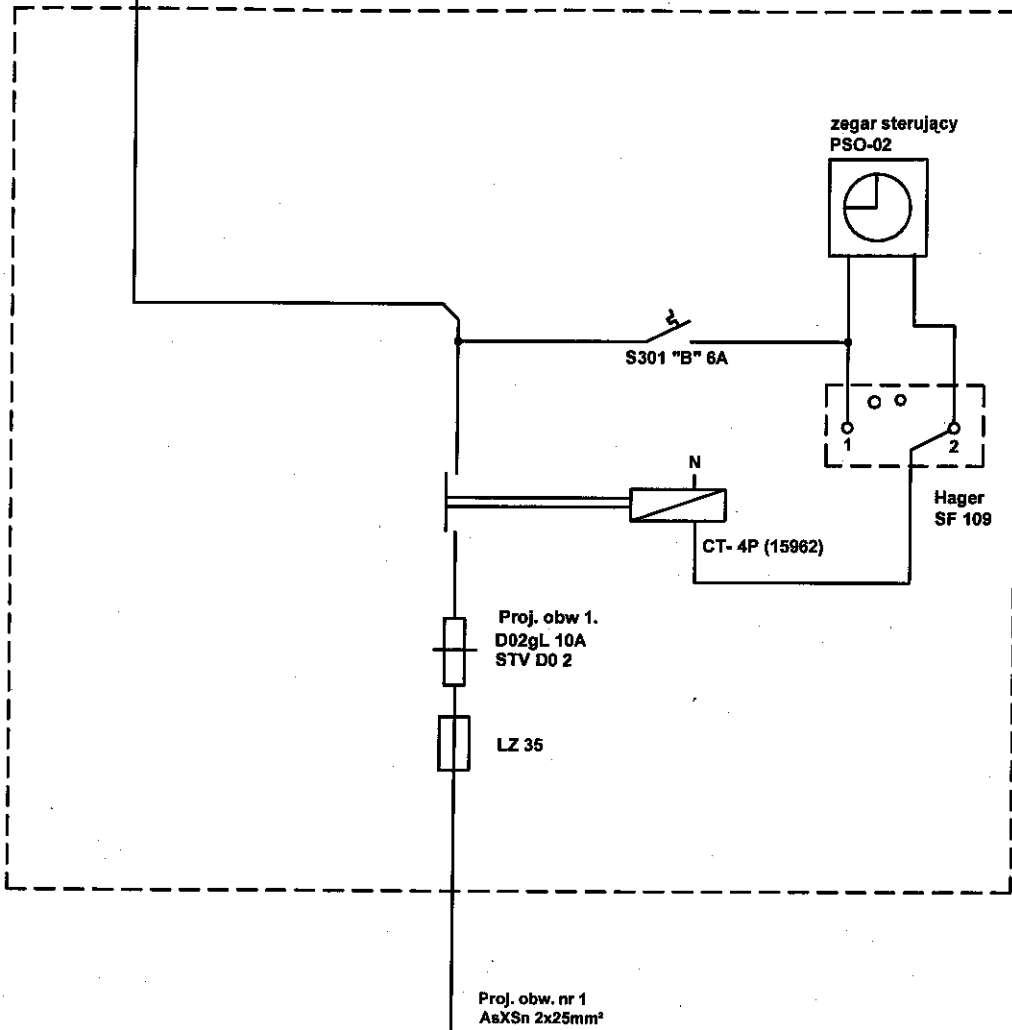 zegar sterujący
PSO-02
S301 "B" 6A
1
2
N
Hager
SF 109
CT- 4P (15962)
Proj. obw 1.
D02gL 10A
STV D0 2
LZ 35
Proj. obw. nr 1
AsXSn 2x25mm²